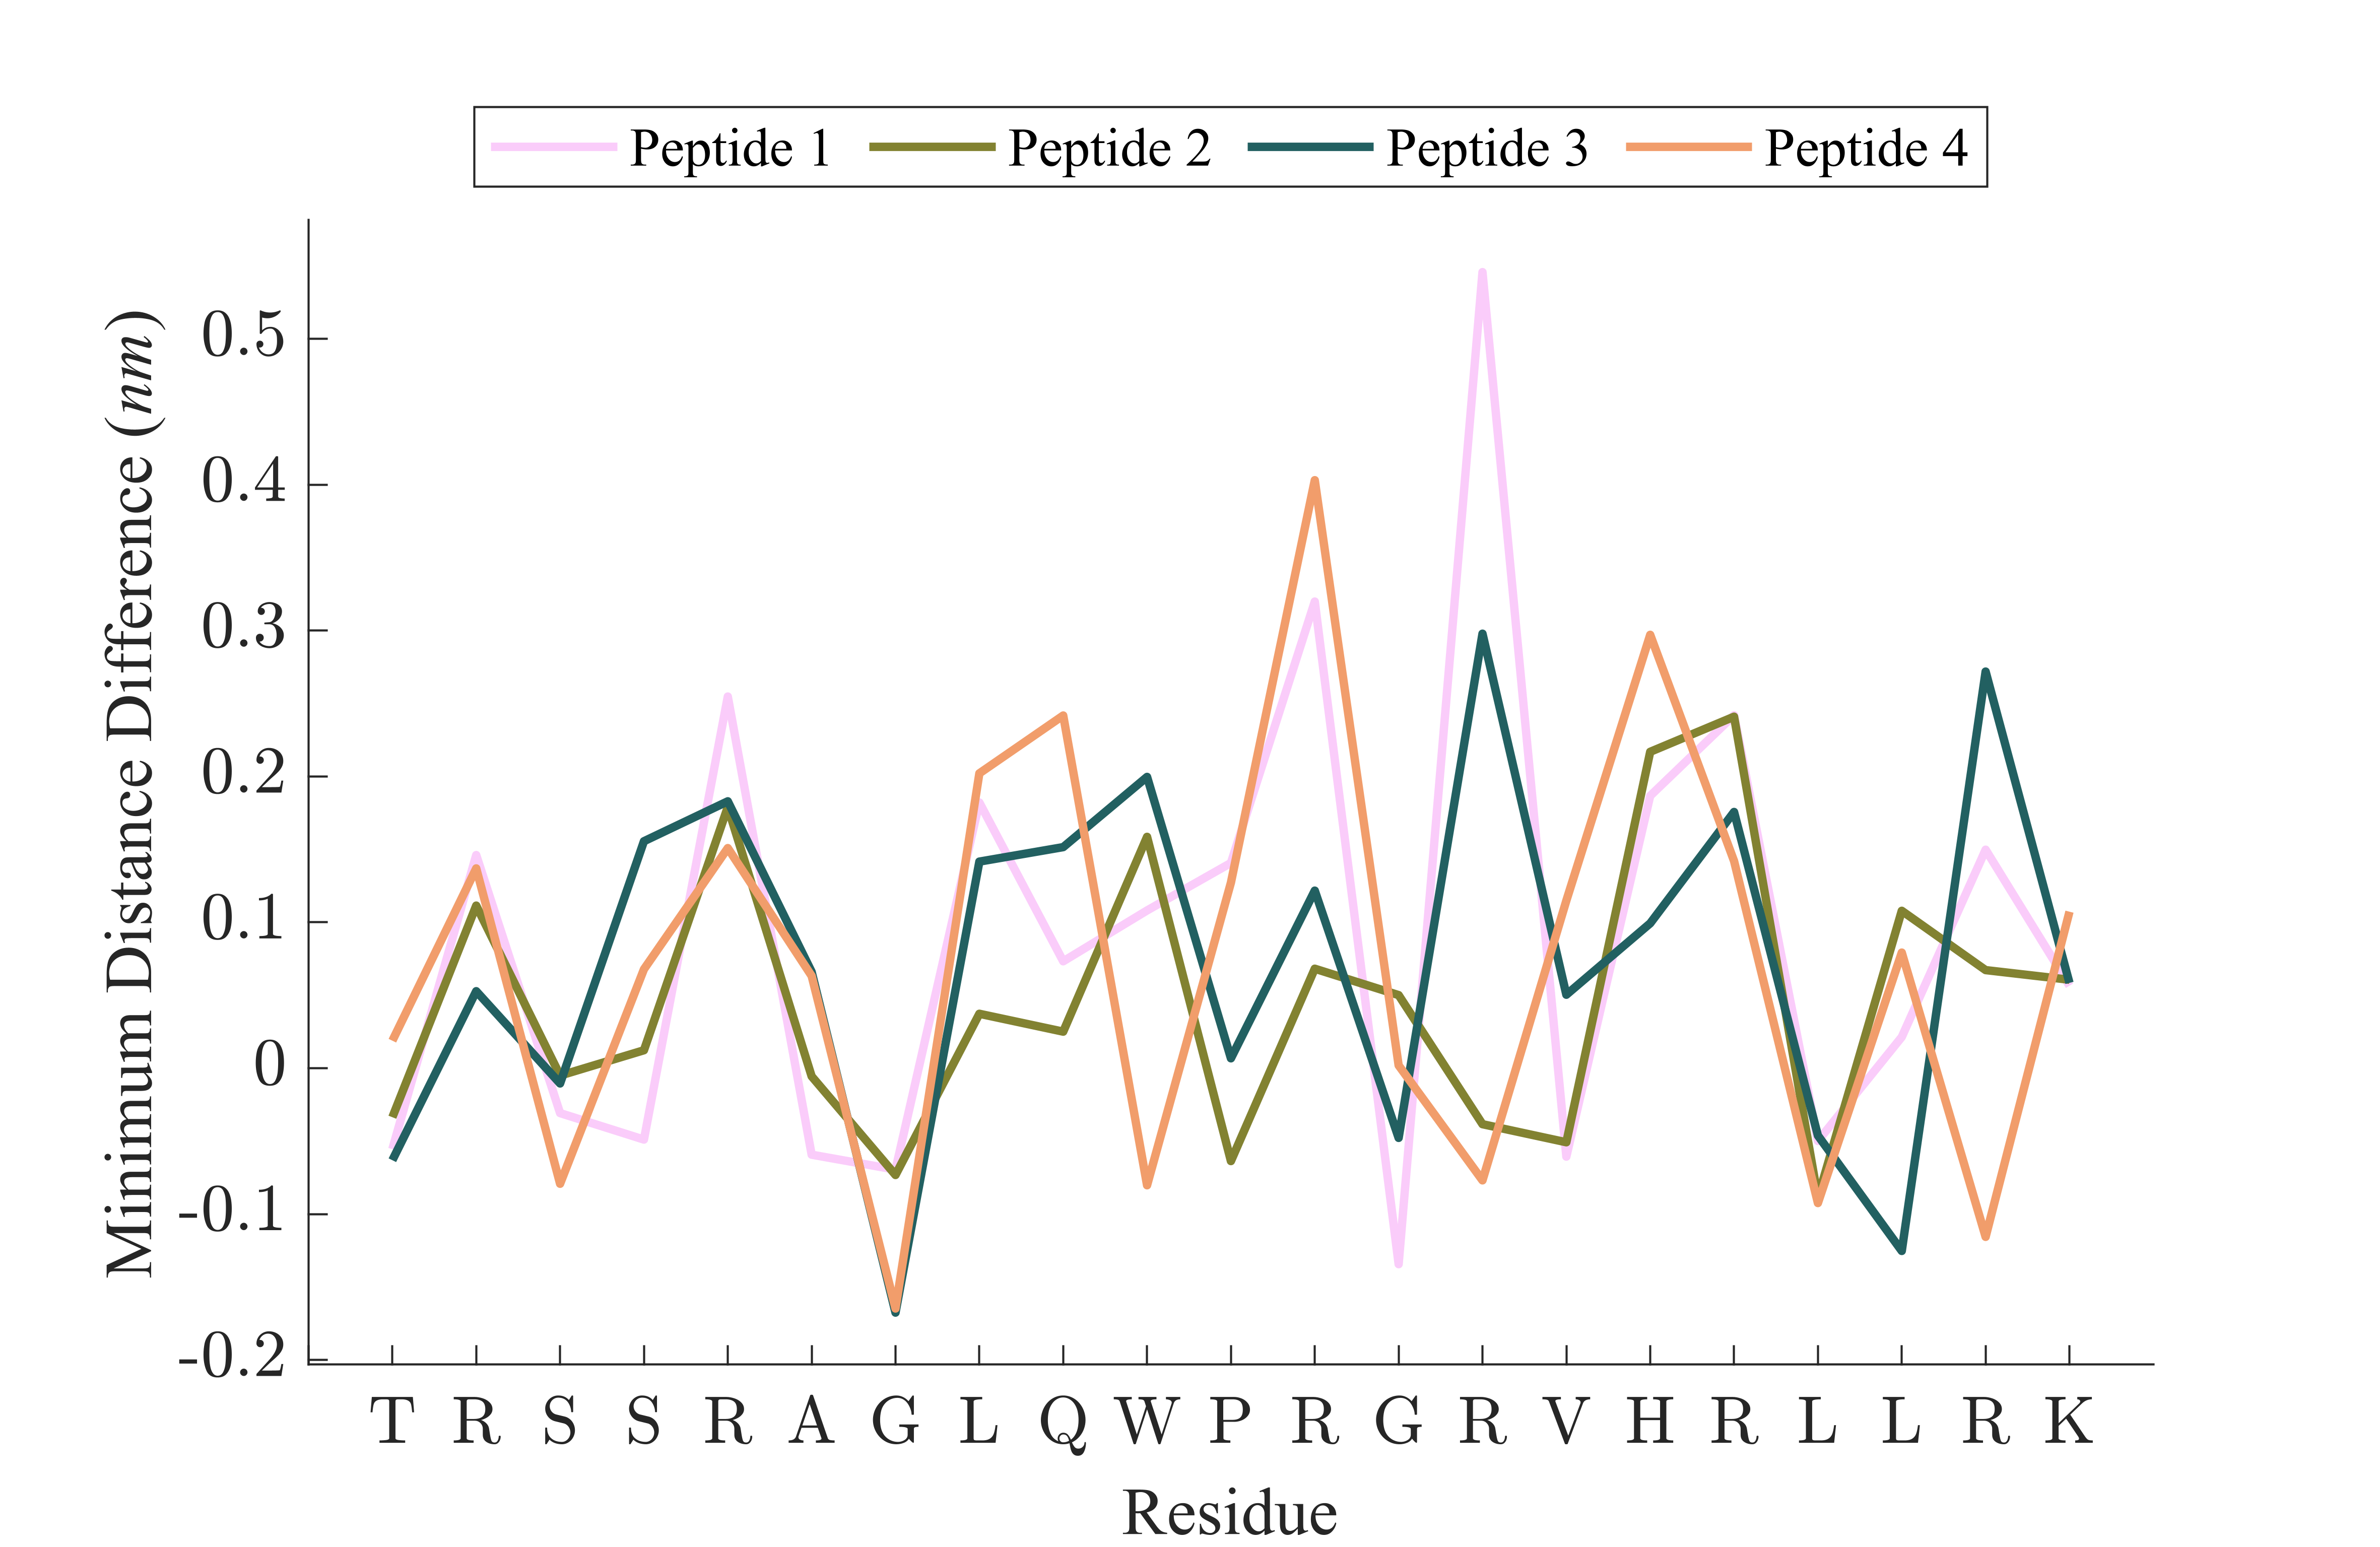 Peptide 1 Peptide 2 Peptide 3 Peptide 4
Minimum Distance Difference (nm)
0.5
0.4
0.3
0.2
0.1
0
-0.1
-0.2
T R S S R A G L Q W P R G R V H R L L R K
Residue